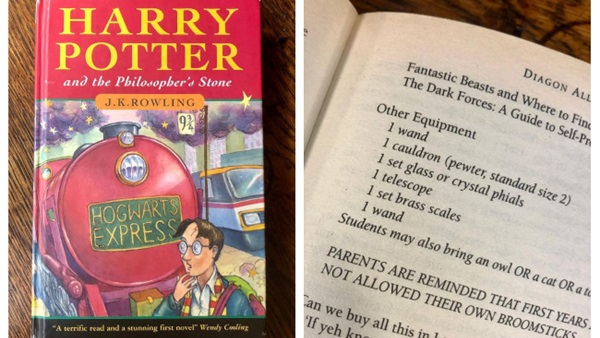 HARRY
POTTER
and the Philosopher's Stone
J.K.ROWLING
9¾
HOGWARTS
EXPRESS
"A terrific read and a stunning first novel" Wendy Cooling
DIAGON
Fantastic Beasts and Where to Find
The Dark Forces: A Guide to
Other Equipment
1 wand
1 cauldron (pewter, standard size 2)
1 set glass or crystal phials
1 telescope
1 set brass scales
1 wand
Students may also bring an owl OR a cat OR a
PARENTS ARE REMINDED THAT FIRST YEARS
NOT ALLOWED THEIR OWN BROOMSTICKS
Can we buy all this in
'If yeh